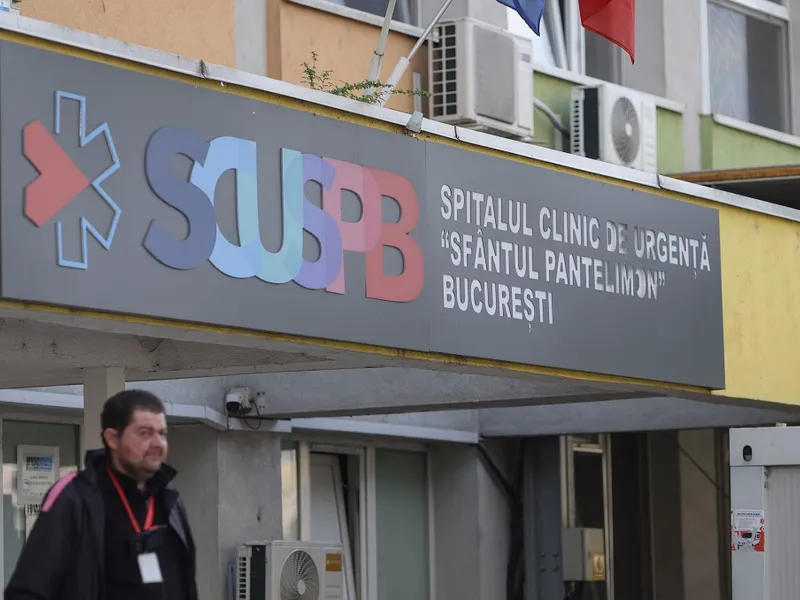 SCUSPB
SPITALUL CLINIC DE URGENȚĂ
“SFÂNTUL PANTELIMON”
BUCUREȘTI